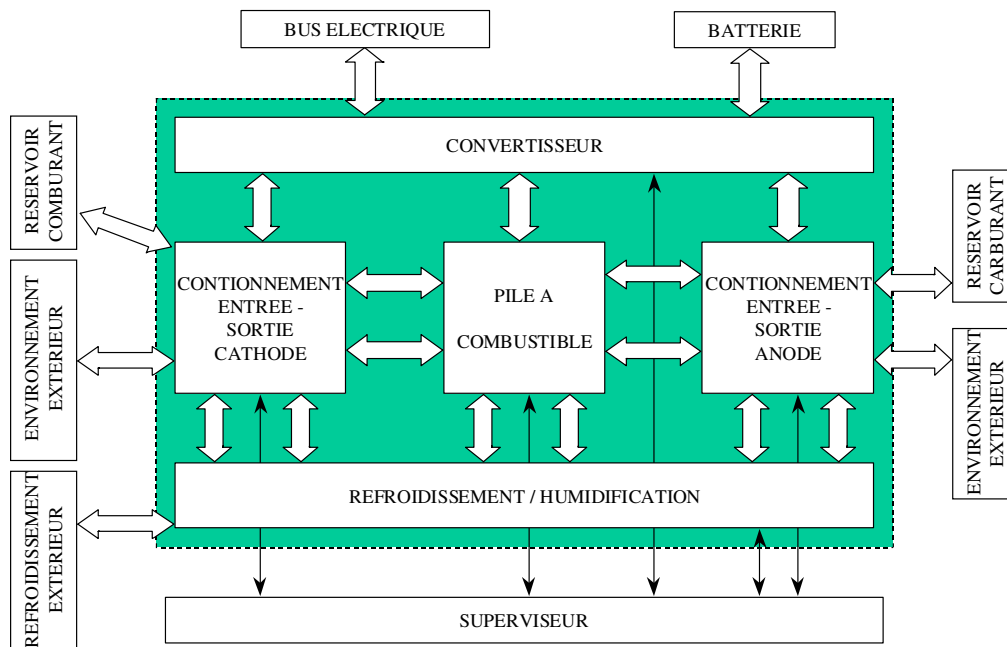 BUS ELECTRIQUE
BATTERIE
CONVERTISSEUR
RESERVOIR
COMBURANT
RESERVOIR
CARBURANT
CONTIONNEMENT
ENTREE -
SORTIE
CATHODE
PILE A
COMBUSTIBLE
CONTIONNEMENT
ENTREE -
SORTIE
ANODE
ENVIRONNEMENT
EXTERIEUR
ENVIRONNEMENT
EXTERIEUR
REFROIDISSEMENT / HUMIDIFICATION
REFROIDISSEMENT
EXTERIEUR
SUPERVISEUR